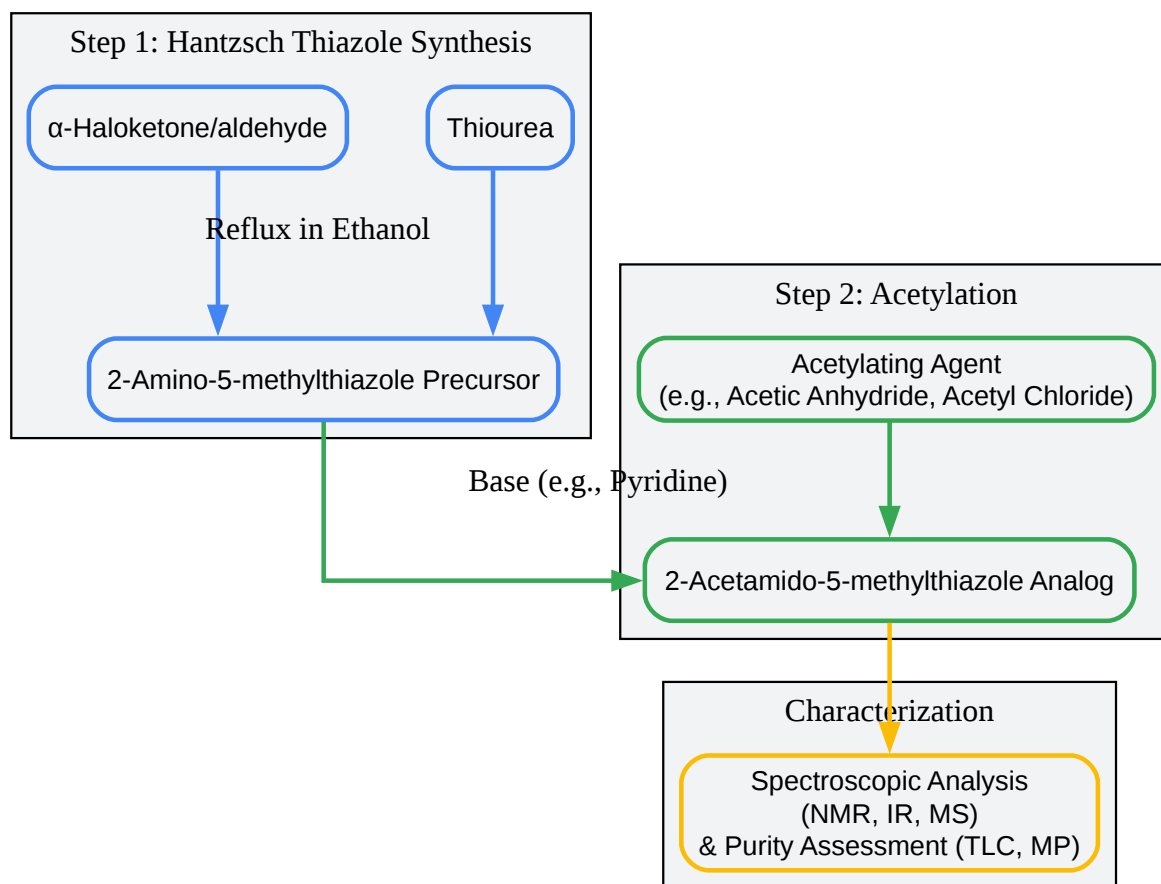 Step 1: Hantzsch Thiazole Synthesis
α-Haloketone/aldehyde
Thiourea
Reflux in Ethanol
2-Amino-5-methylthiazole Precursor
Step 2: Acetylation
Acetylating Agent
(e.g., Acetic Anhydride, Acetyl Chloride)
Base (e.g., Pyridine)
2-Acetamido-5-methylthiazole Analog
Characterization
Spectroscopic Analysis
(NMR, IR, MS)
& Purity Assessment (TLC, MP)